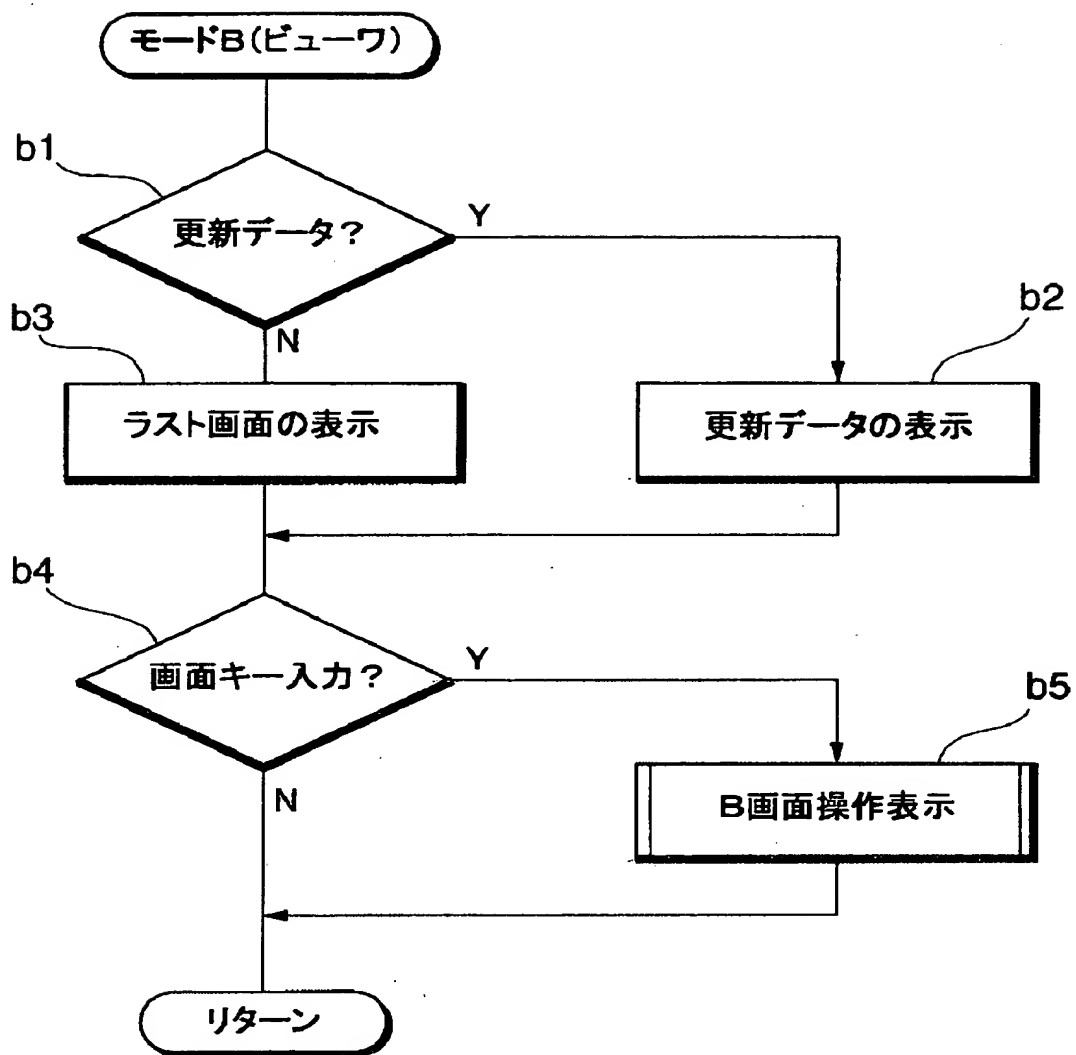 モードB(ビューワ)
b1
更新データ?
Y
N
b3
b2
ラスト画面の表示
更新データの表示
b4
画面キー入力?
Y
N
b5
B画面操作表示
リターン